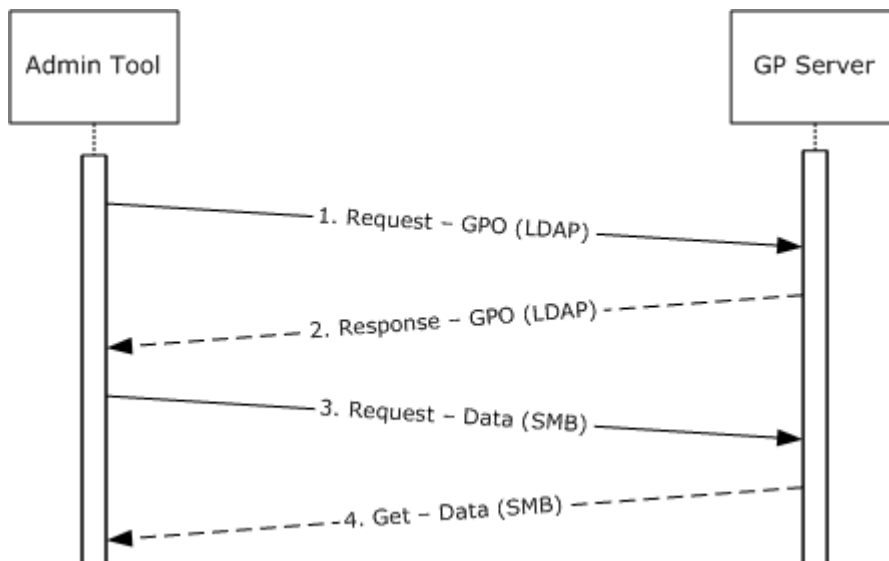 Admin Tool
GP Server
1. Request – GPO (LDAP)
2. Response – GPO (LDAP)
3. Request – Data (SMB)
4. Get – Data (SMB)